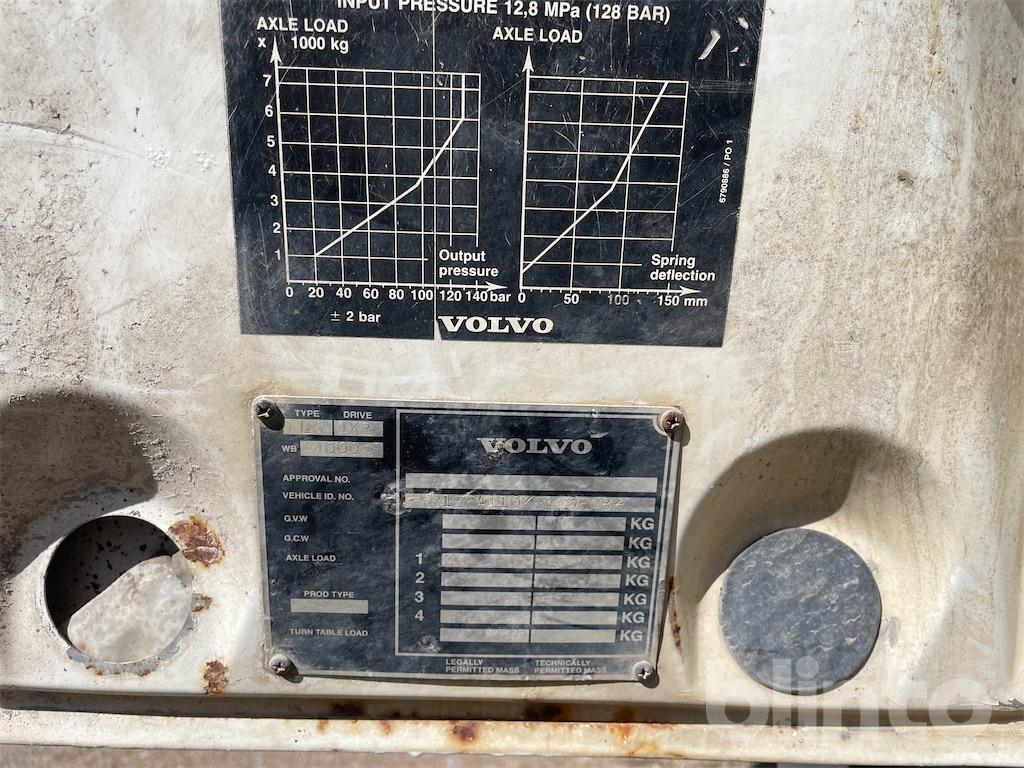 INPUT PRESSURE 12,8 MPa (128 BAR)
AXLE LOAD
x 1000 kg
AXLE LOAD
7
6
5
4
3
2
1
Output
pressure
0 20 40 60 80 100 120 140 bar
± 2 bar
Spring
deflection
0 50 100 150 mm
6790886 / PO 1
VOLVO
TYPE DRIVE
WB
VOLVO
APPROVAL NO.
VEHICLE ID. NO.
G.V.W KG
G.C.W KG
AXLE LOAD 1 KG
2 KG
3 KG
PROD TYPE
4 KG
TURN TABLE LOAD KG
LEGALLY
PERMITTED MASS
TECHNICALLY
PERMITTED MASS
blinto